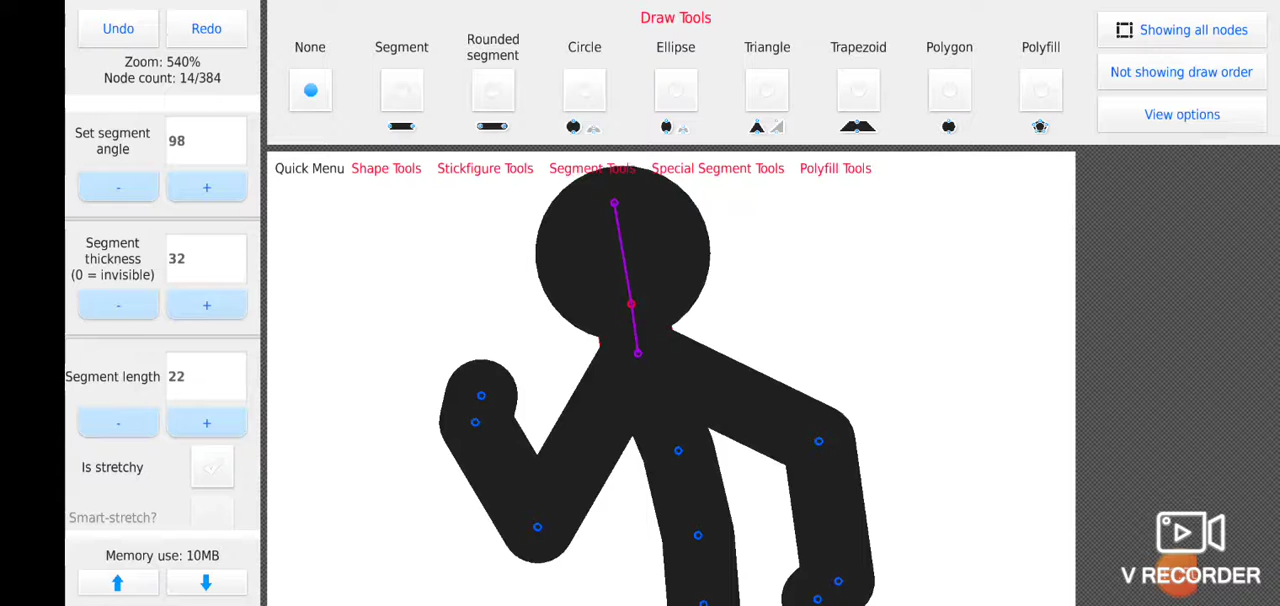 Undo
Redo
Zoom: 540%
Node count: 14/384
Set segment
angle
98
-
+
Segment
thickness
(0 = invisible)
32
-
+
Segment length
22
-
+
Is stretchy
Smart-stretch?
Memory use: 10MB
Draw Tools
None
Segment
Rounded
segment
Circle
Ellipse
Triangle
Trapezoid
Polygon
Polyfill
Showing all nodes
Not showing draw order
View options
Quick Menu Shape Tools Stickfigure Tools Segment Tools Special Segment Tools Polyfill Tools
V RECORDER